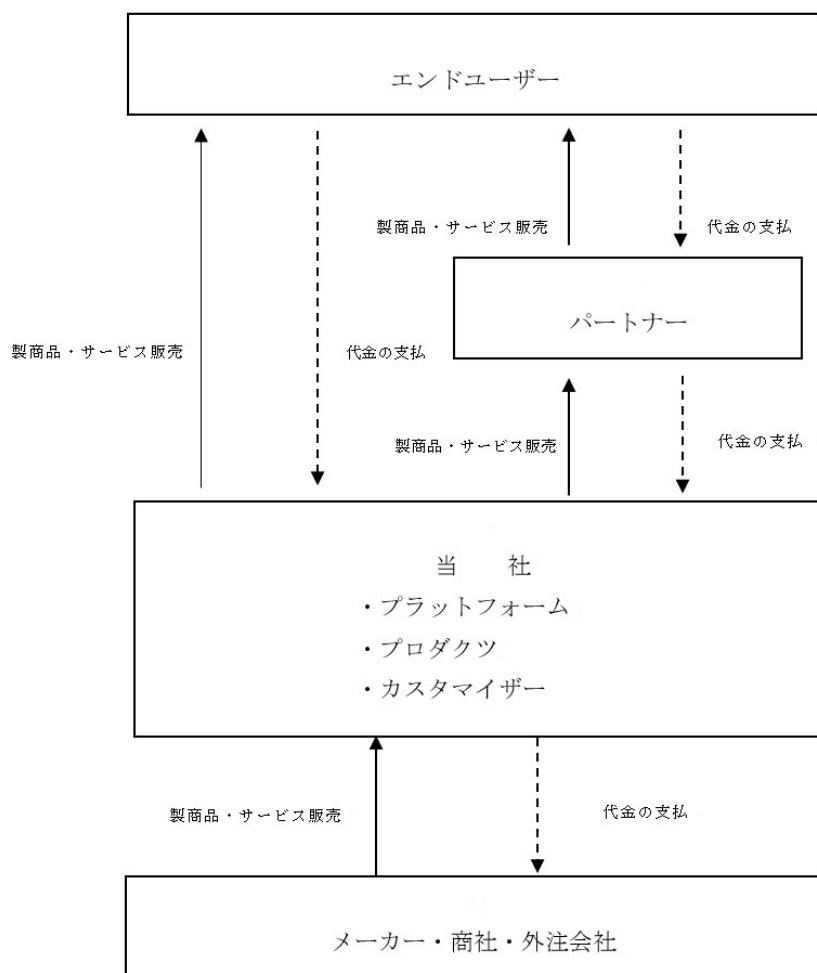 エンドユーザー
製商品・サービス販売
代金の支払
パートナー
製商品・サービス販売
代金の支払
製商品・サービス販売
代金の支払
当　　社
・プラットフォーム
・プロダクツ
・カスタマイザー
製商品・サービス販売
代金の支払
メーカー・商社・外注会社